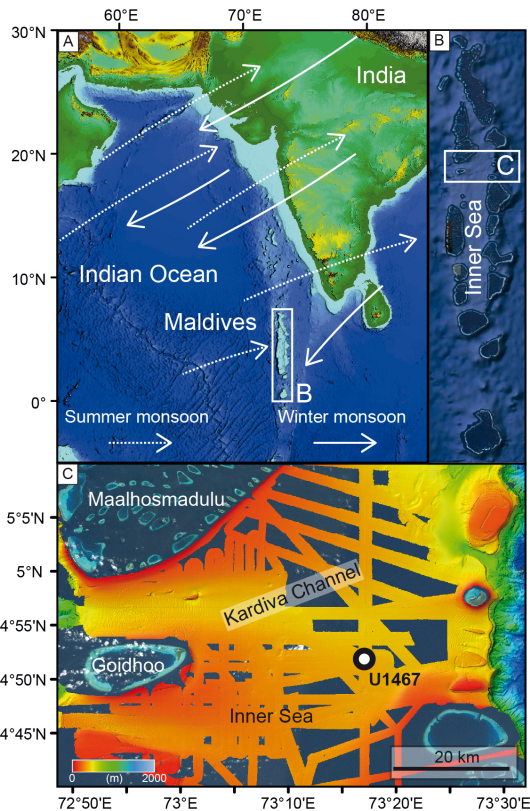 60°E 70°E 80°E
30°N
A
B
India
20°N
C
Inner Sea
10°N
Indian Ocean
Maldives
B
0°
Summer monsoon
Winter monsoon
C
Maalhosmadulu
5°5'N
5°N
Kardiva Channel
4°55'N
Goidhoo
4°50'N
U1467
Inner Sea
4°45'N
20 km
0 (m) 2000
72°50'E 73°E 73°10'E 73°20'E 73°30'E